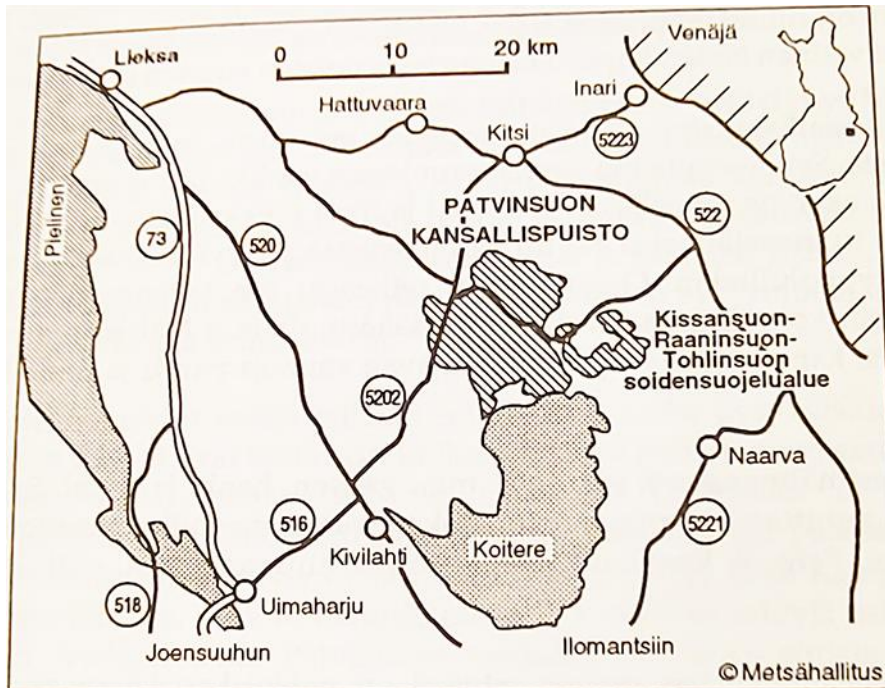 Lieksa
0 10 20 km
Venäjä
Hattuvaara
Inari
Kitsi
5223
Pielinen
73
520
PATVINSUON
KANSALLISPUISTO
522
Kissansuon-
Raaninsuon-
Tohlinsuon
soidensuojelualue
5202
Naarva
516
Kivilahti
Koitere
5221
518
Uimaharju
Joensuuhun
Ilomantsiin
©Metsähallitus